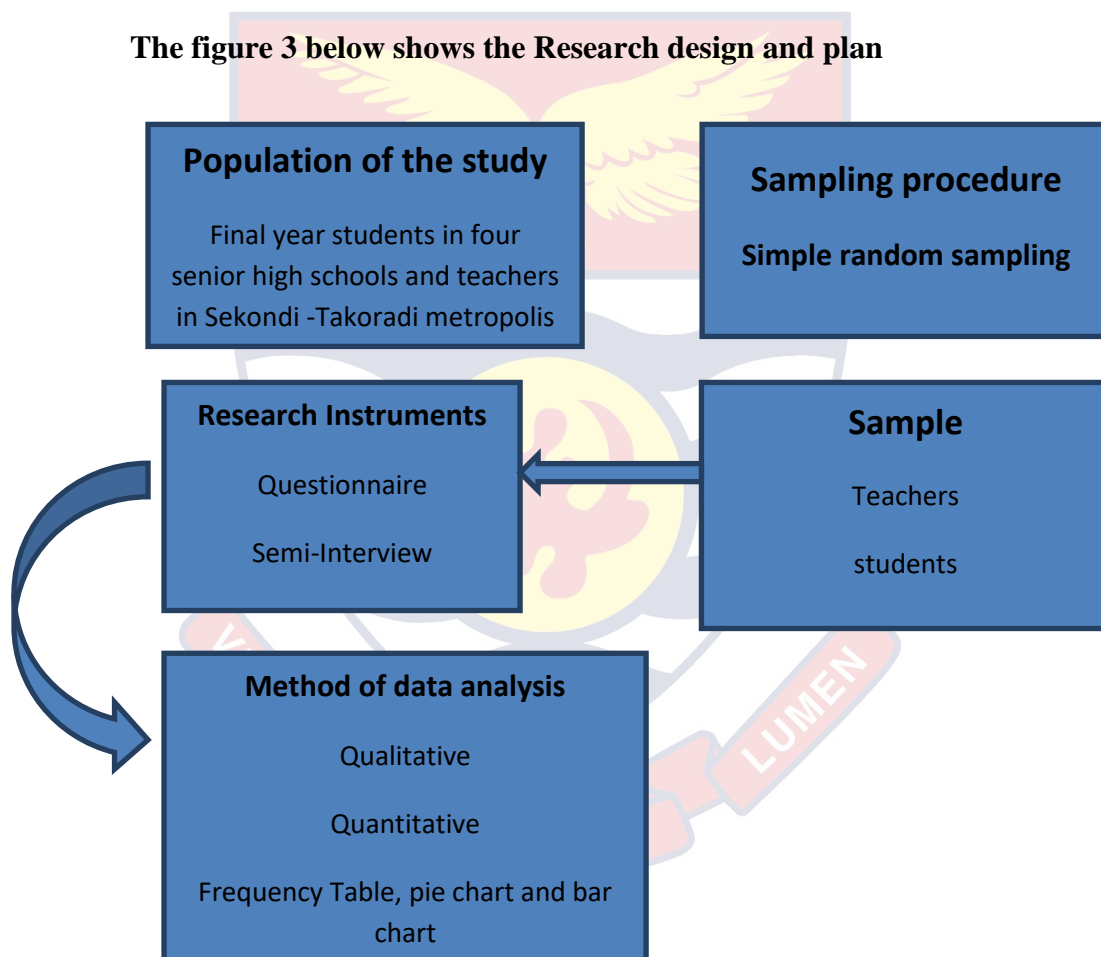 The figure 3 below shows the Research design and plan
Population of the study
Final year students in four
senior high schools and teachers
in Sekondi -Takoradi metropolis
Sampling procedure
Simple random sampling
Research Instruments
Questionnaire
Semi-Interview
Sample
Teachers
students
Method of data analysis
Qualitative
Quantitative
Frequency Table, pie chart and bar
chart
LUMEN